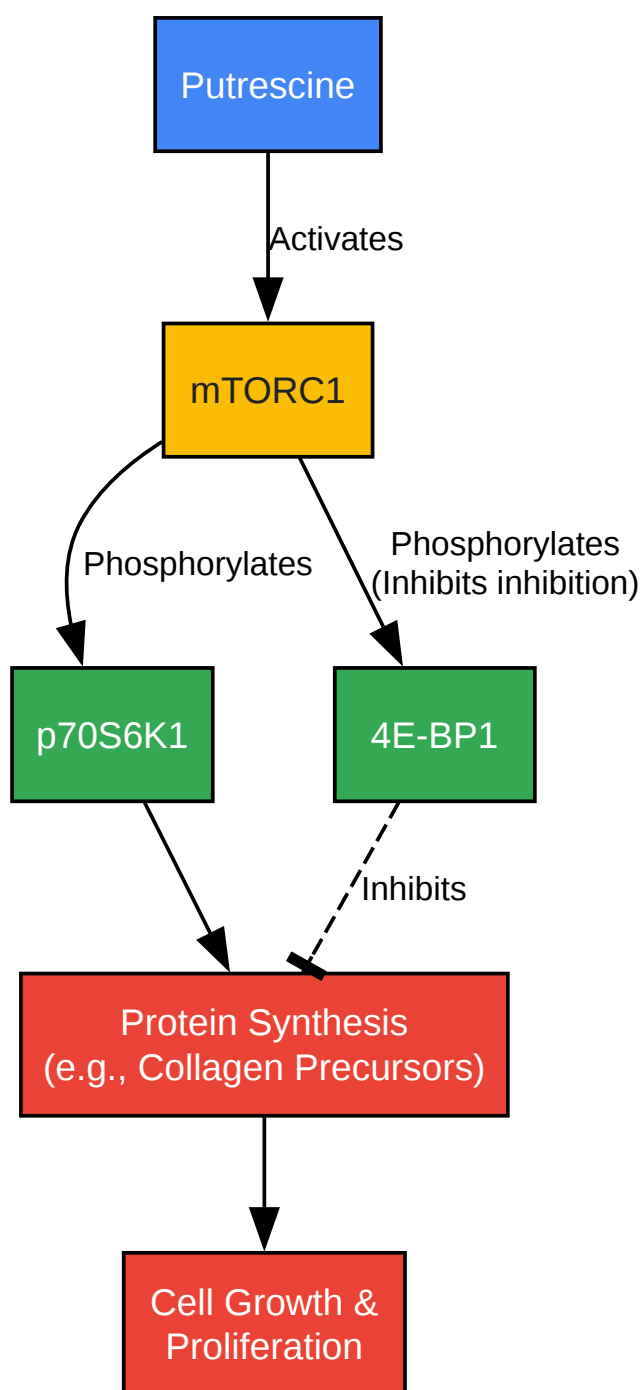 Putrescine
Activates
mTORC1
Phosphorylates
Phosphorylates
(Inhibits inhibition)
p70S6K1
4E-BP1
Inhibits
Protein Synthesis
(e.g., Collagen Precursors)
Cell Growth &
Proliferation